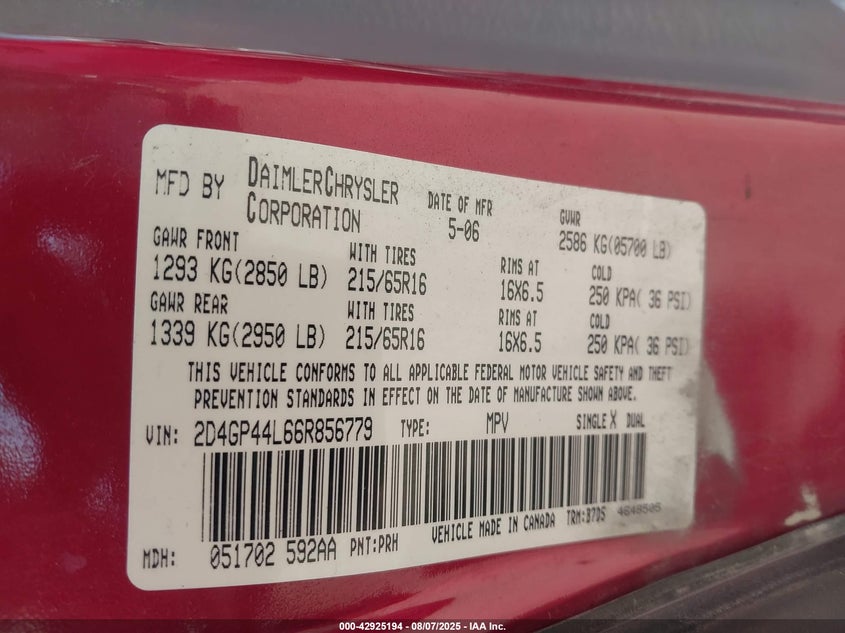 MFD BY DAIMLERCHRYSLER CORPORATION DATE OF MFR 5-06 GVWR 2586 KG(05700 LB)
GAWR FRONT WITH TIRES RIMS AT COLD
1293 KG(2850 LB) 215/65R16 16X6.5 250 KPA( 36 PSI)
GAWR REAR WITH TIRES RIMS AT COLD
1339 KG(2950 LB) 215/65R16 16X6.5 250 KPA( 36 PSI)
THIS VEHICLE CONFORMS TO ALL APPLICABLE FEDERAL MOTOR VEHICLE SAFETY AND THEFT
PREVENTION STANDARDS IN EFFECT ON THE DATE OF MANUFACTURE SHOWN ABOVE.
VIN: 2D4GP44L66R856779 TYPE: MPV SINGLE X DUAL
MDH: 051702 592AA PNT:PRH VEHICLE MADE IN CANADA TRM:B7D5 4648505
000-42925194 - 08/07/2025 - IAA Inc.